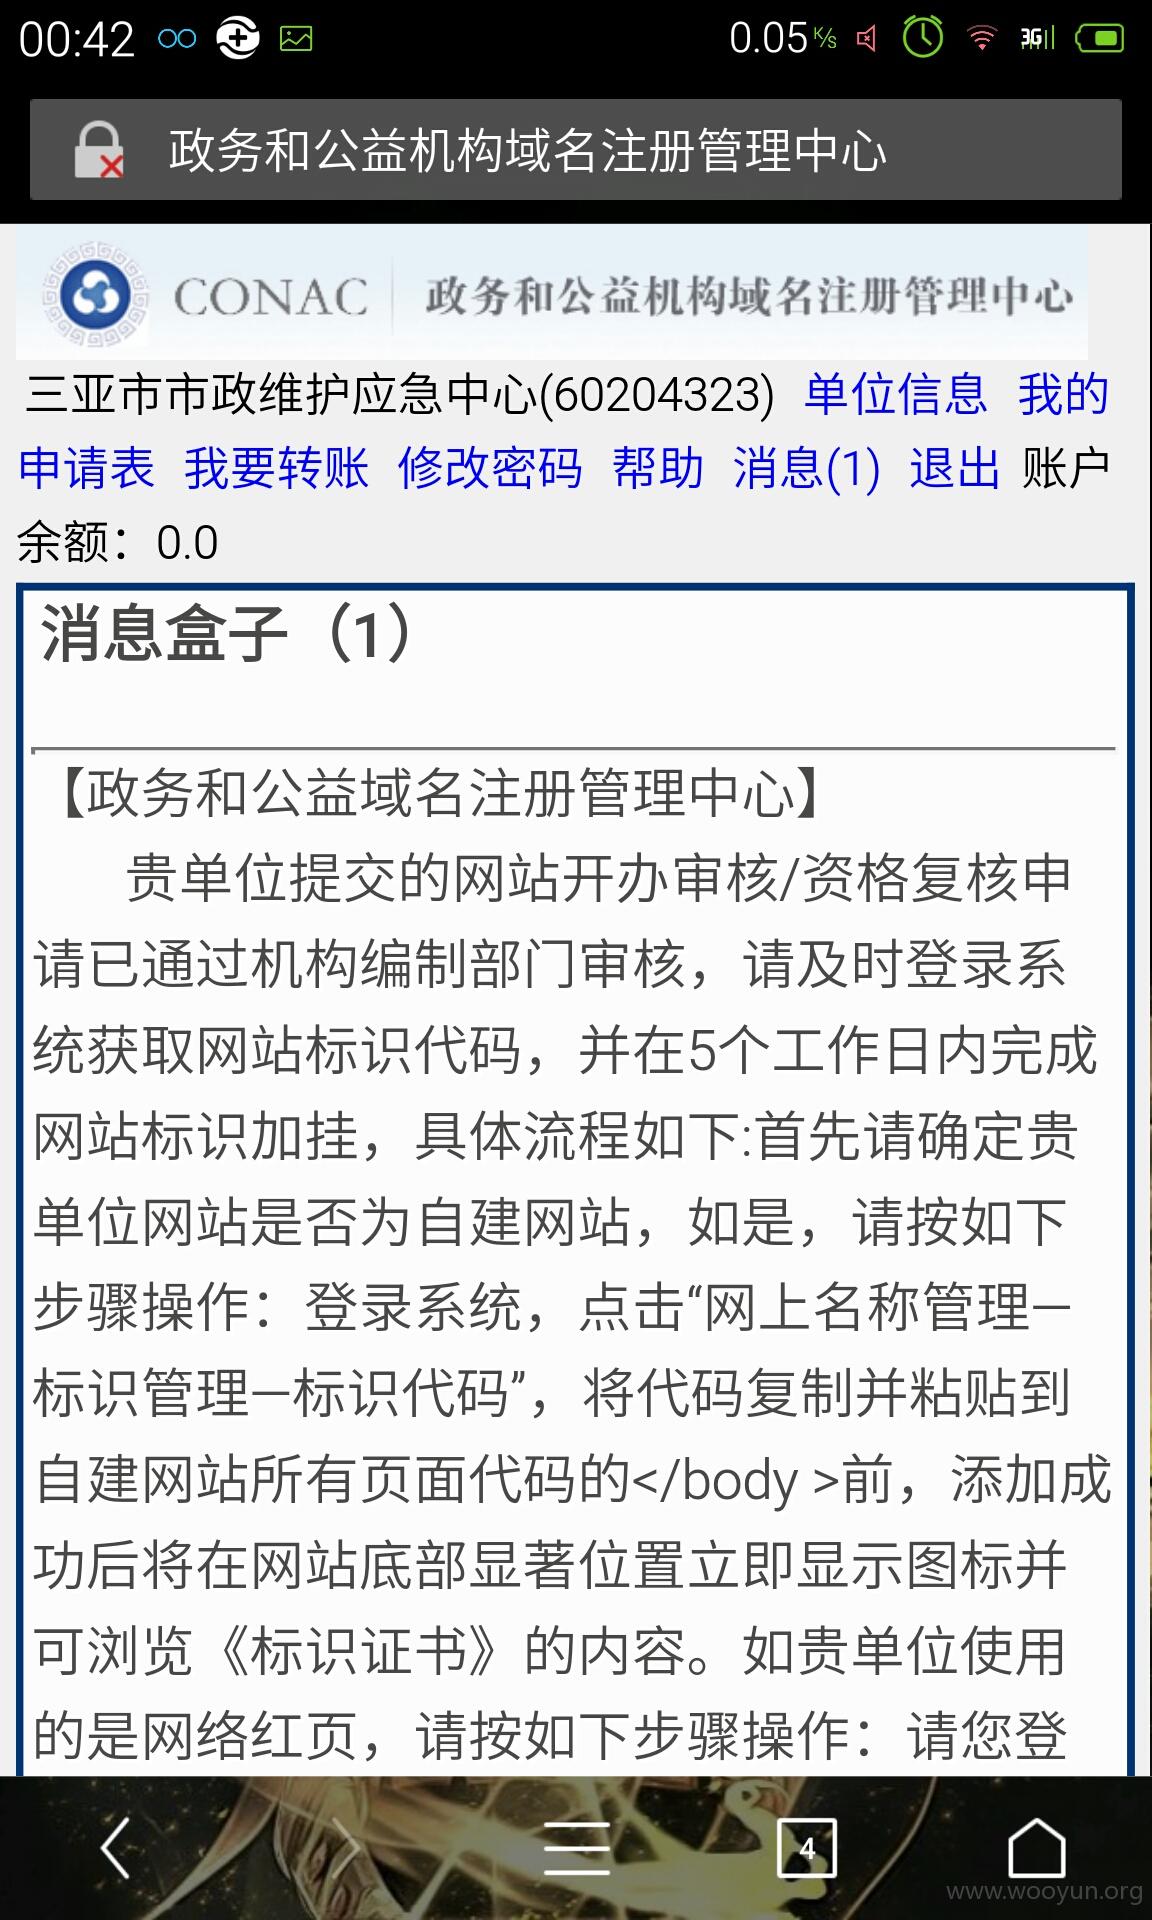 00:42 0.05 K/s 3G
政务和公益机构域名注册管理中心
CONAC 政务和公益机构域名注册管理中心
三亚市市政维护应急中心(60204323) 单位信息 我的
申请表 我要转账 修改密码 帮助 消息(1) 退出 账户
余额：0.0
消息盒子（1）
【政务和公益域名注册管理中心】
贵单位提交的网站开办审核/资格复核申
请已通过机构编制部门审核，请及时登录系
统获取网站标识代码，并在5个工作日内完成
网站标识加挂，具体流程如下:首先请确定贵
单位网站是否为自建网站，如是，请按如下
步骤操作：登录系统，点击“网上名称管理—
标识管理—标识代码”，将代码复制并粘贴到
自建网站所有页面代码的</body >前，添加成
功后将在网站底部显著位置立即显示图标并
可浏览《标识证书》的内容。如贵单位使用
的是网络红页，请按如下步骤操作：请您登
4
www.wooyun.org